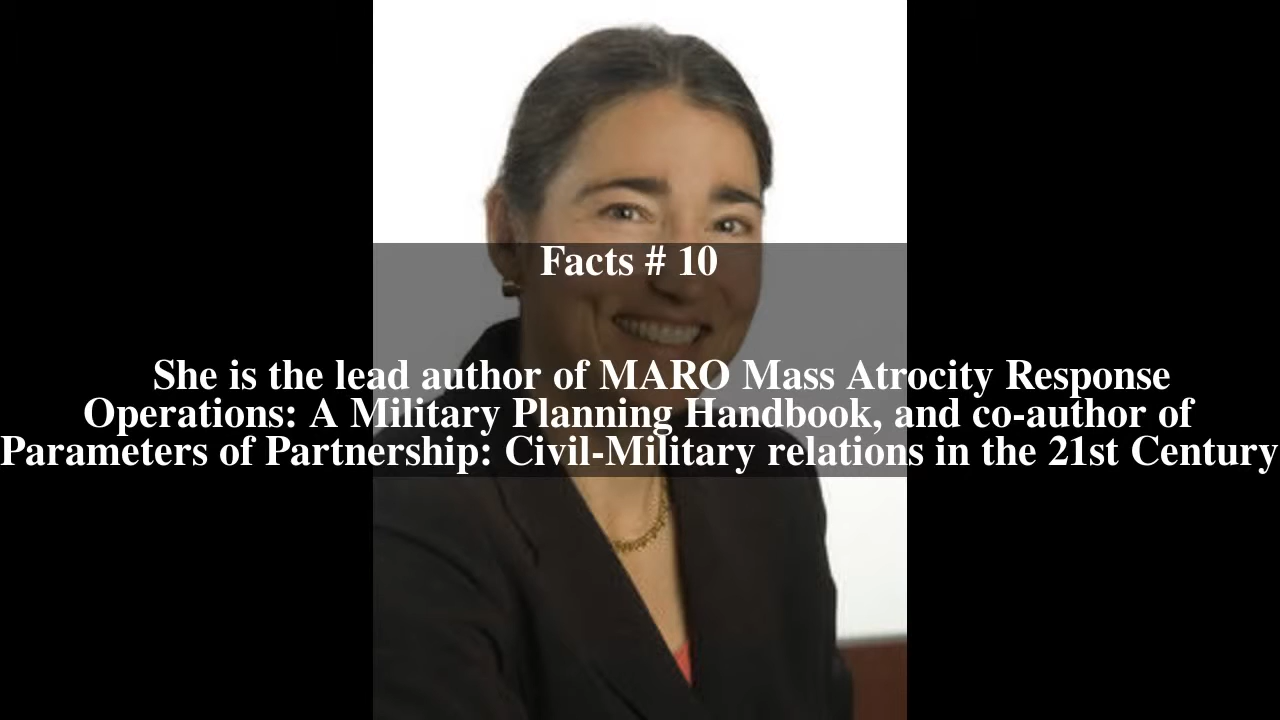 Facts # 10
She is the lead author of MARO Mass Atrocity Response
Operations: A Military Planning Handbook, and co-author of
Parameters of Partnership: Civil-Military relations in the 21st Century